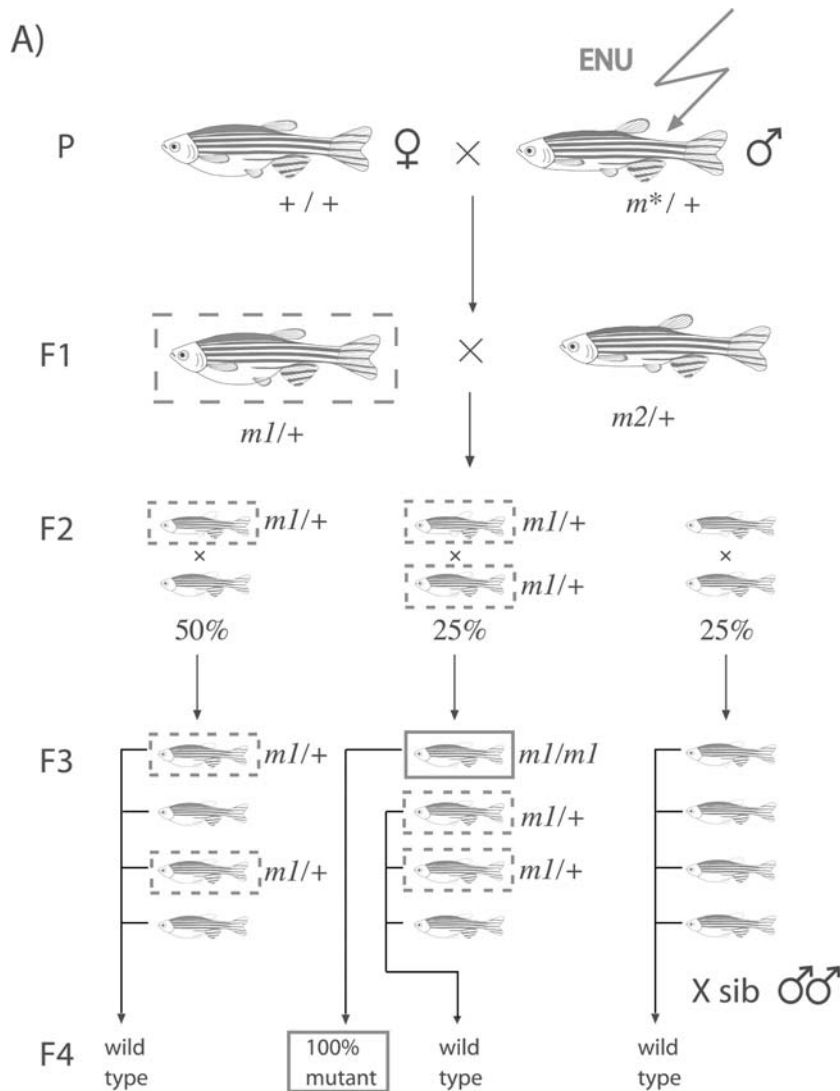 A)
ENU
P ♀ × ♂
+ / + m*/ +
F1 ×
m1/+ m2/+
F2 m1/+ m1/+
× × ×
m1/+
50% 25% 25%
F3 m1/+ m1/m1
m1/+
m1/+ m1/+
X sib ♂♂
F4 wild type 100% mutant wild type wild type